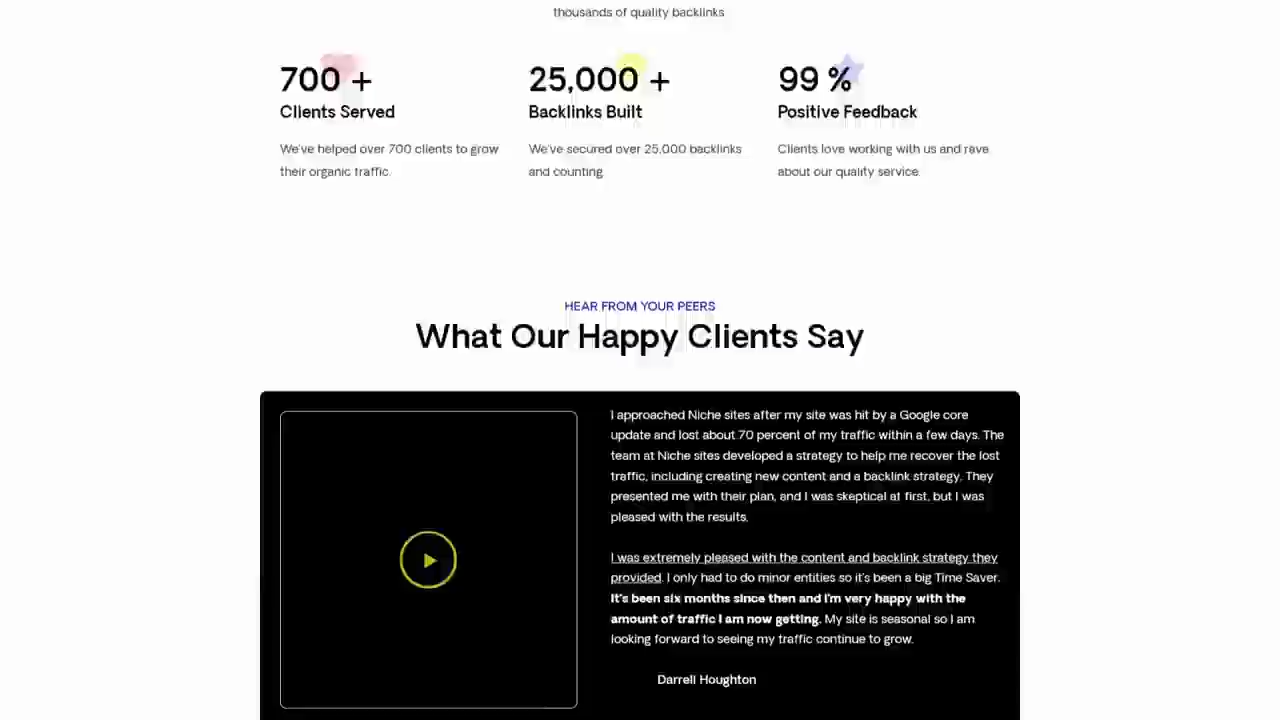 thousands of quality backlinks
700 + 25,000 + 99 %
Clients Served Backlinks Built Positive Feedback
We've helped over 700 clients to grow We've secured over 25,000 backlinks Clients love working with us and rave
their organic traffic. and counting about our quality service.
HEAR FROM YOUR PEERS
What Our Happy Clients Say
I approached Niche sites after my site was hit by a Google core
update and lost about 70 percent of my traffic within a few days. The
team at Niche sites developed a strategy to help me recover the lost
traffic, including creating new content and a backlink strategy. They
presented me with their plan, and I was skeptical at first, but I was
pleased with the results.
I was extremely pleased with the content and backlink strategy they
provided. I only had to do minor entities so it's been a big Time Saver.
It's been six months since then and I'm very happy with the
amount of traffic I am now getting. My site is seasonal so I am
looking forward to seeing my traffic continue to grow.
Darrell Houghton